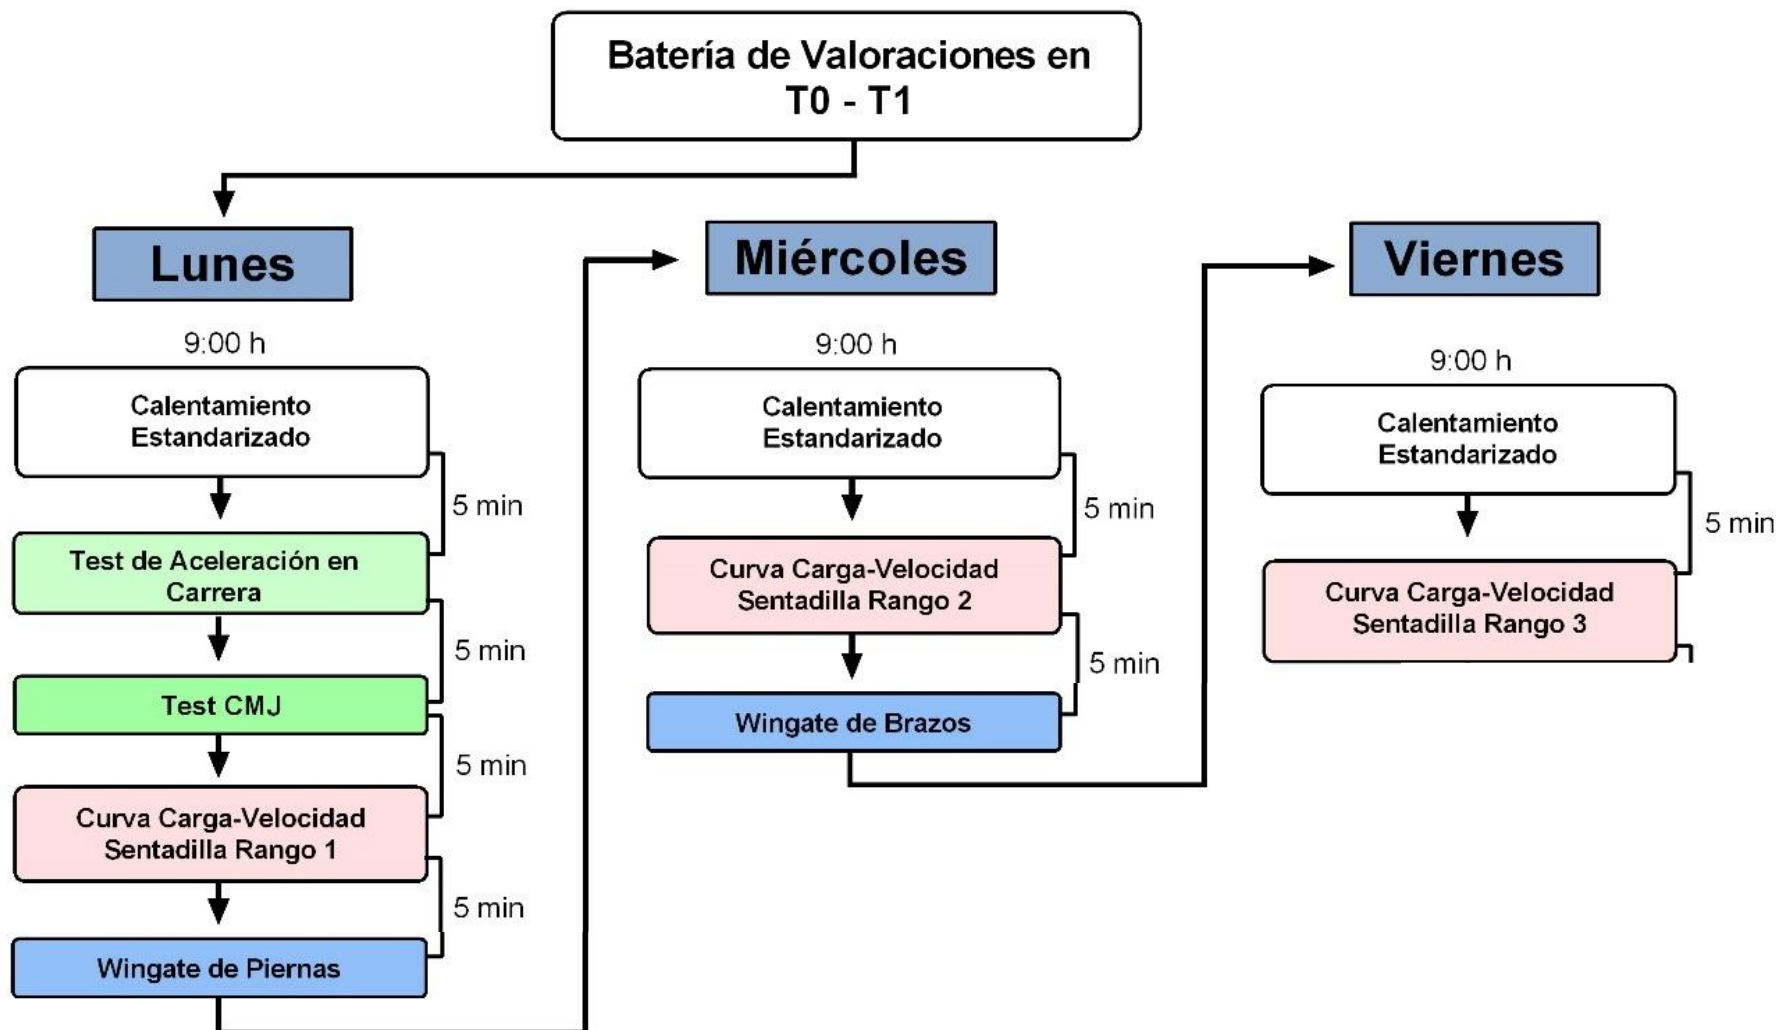 Batería de Valoraciones en
T0 - T1
Lunes
9:00 h
Calentamiento
Estandarizado
5 min
Test de Aceleración en
Carrera
5 min
Test CMJ
5 min
Curva Carga-Velocidad
Sentadilla Rango 1
5 min
Wingate de Piernas
Miércoles
9:00 h
Calentamiento
Estandarizado
5 min
Curva Carga-Velocidad
Sentadilla Rango 2
5 min
Wingate de Brazos
Viernes
9:00 h
Calentamiento
Estandarizado
5 min
Curva Carga-Velocidad
Sentadilla Rango 3